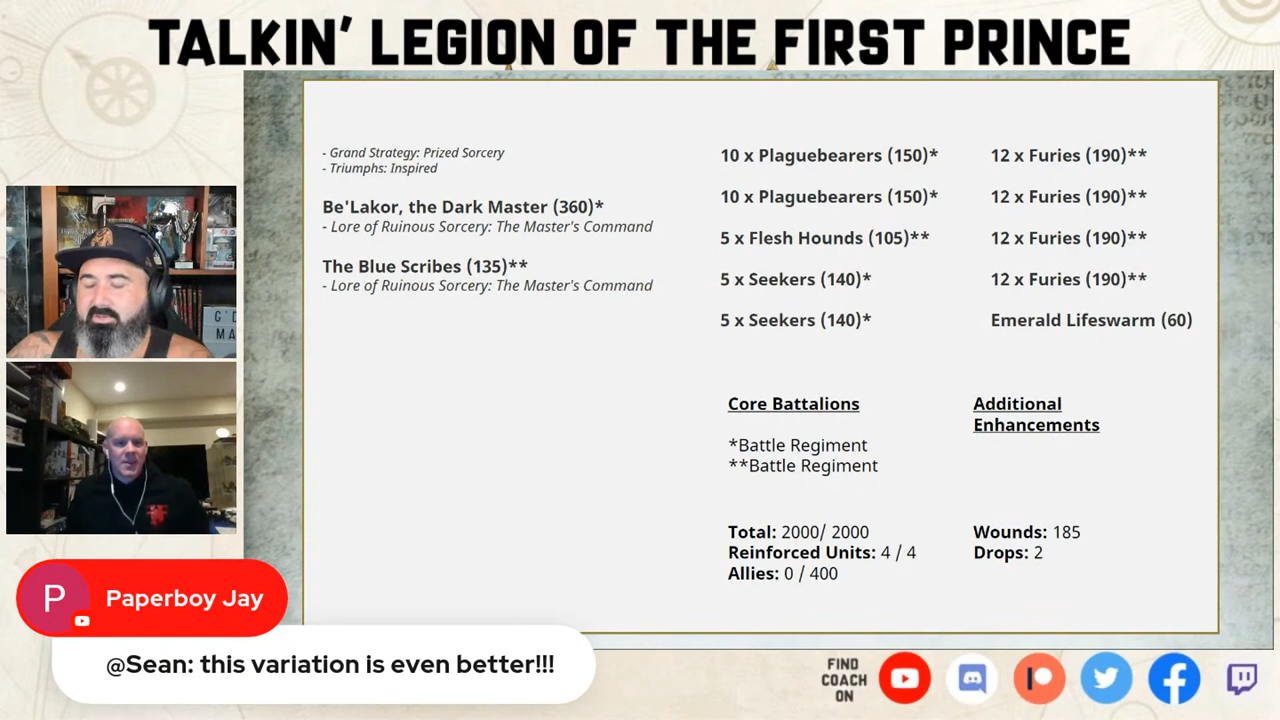 TALKIN' LEGION OF THE FIRST PRINCE
- Grand Strategy: Prized Sorcery
- Triumphs: Inspired
Be'Lakor, the Dark Master (360)*
- Lore of Ruinous Sorcery: The Master's Command
The Blue Scribes (135)**
- Lore of Ruinous Sorcery: The Master's Command
10 x Plaguebearers (150)*
10 x Plaguebearers (150)*
5 x Flesh Hounds (105)**
5 x Seekers (140)*
5 x Seekers (140)*
12 x Furies (190)**
12 x Furies (190)**
12 x Furies (190)**
12 x Furies (190)**
Emerald Lifeswarm (60)
Core Battalions
*Battle Regiment
**Battle Regiment
Additional
Enhancements
Total: 2000/ 2000
Reinforced Units: 4 / 4
Allies: 0 / 400
Wounds: 185
Drops: 2
G'D
MA
P
Paperboy Jay
@Sean: this variation is even better!!!
FIND
COACH
ON